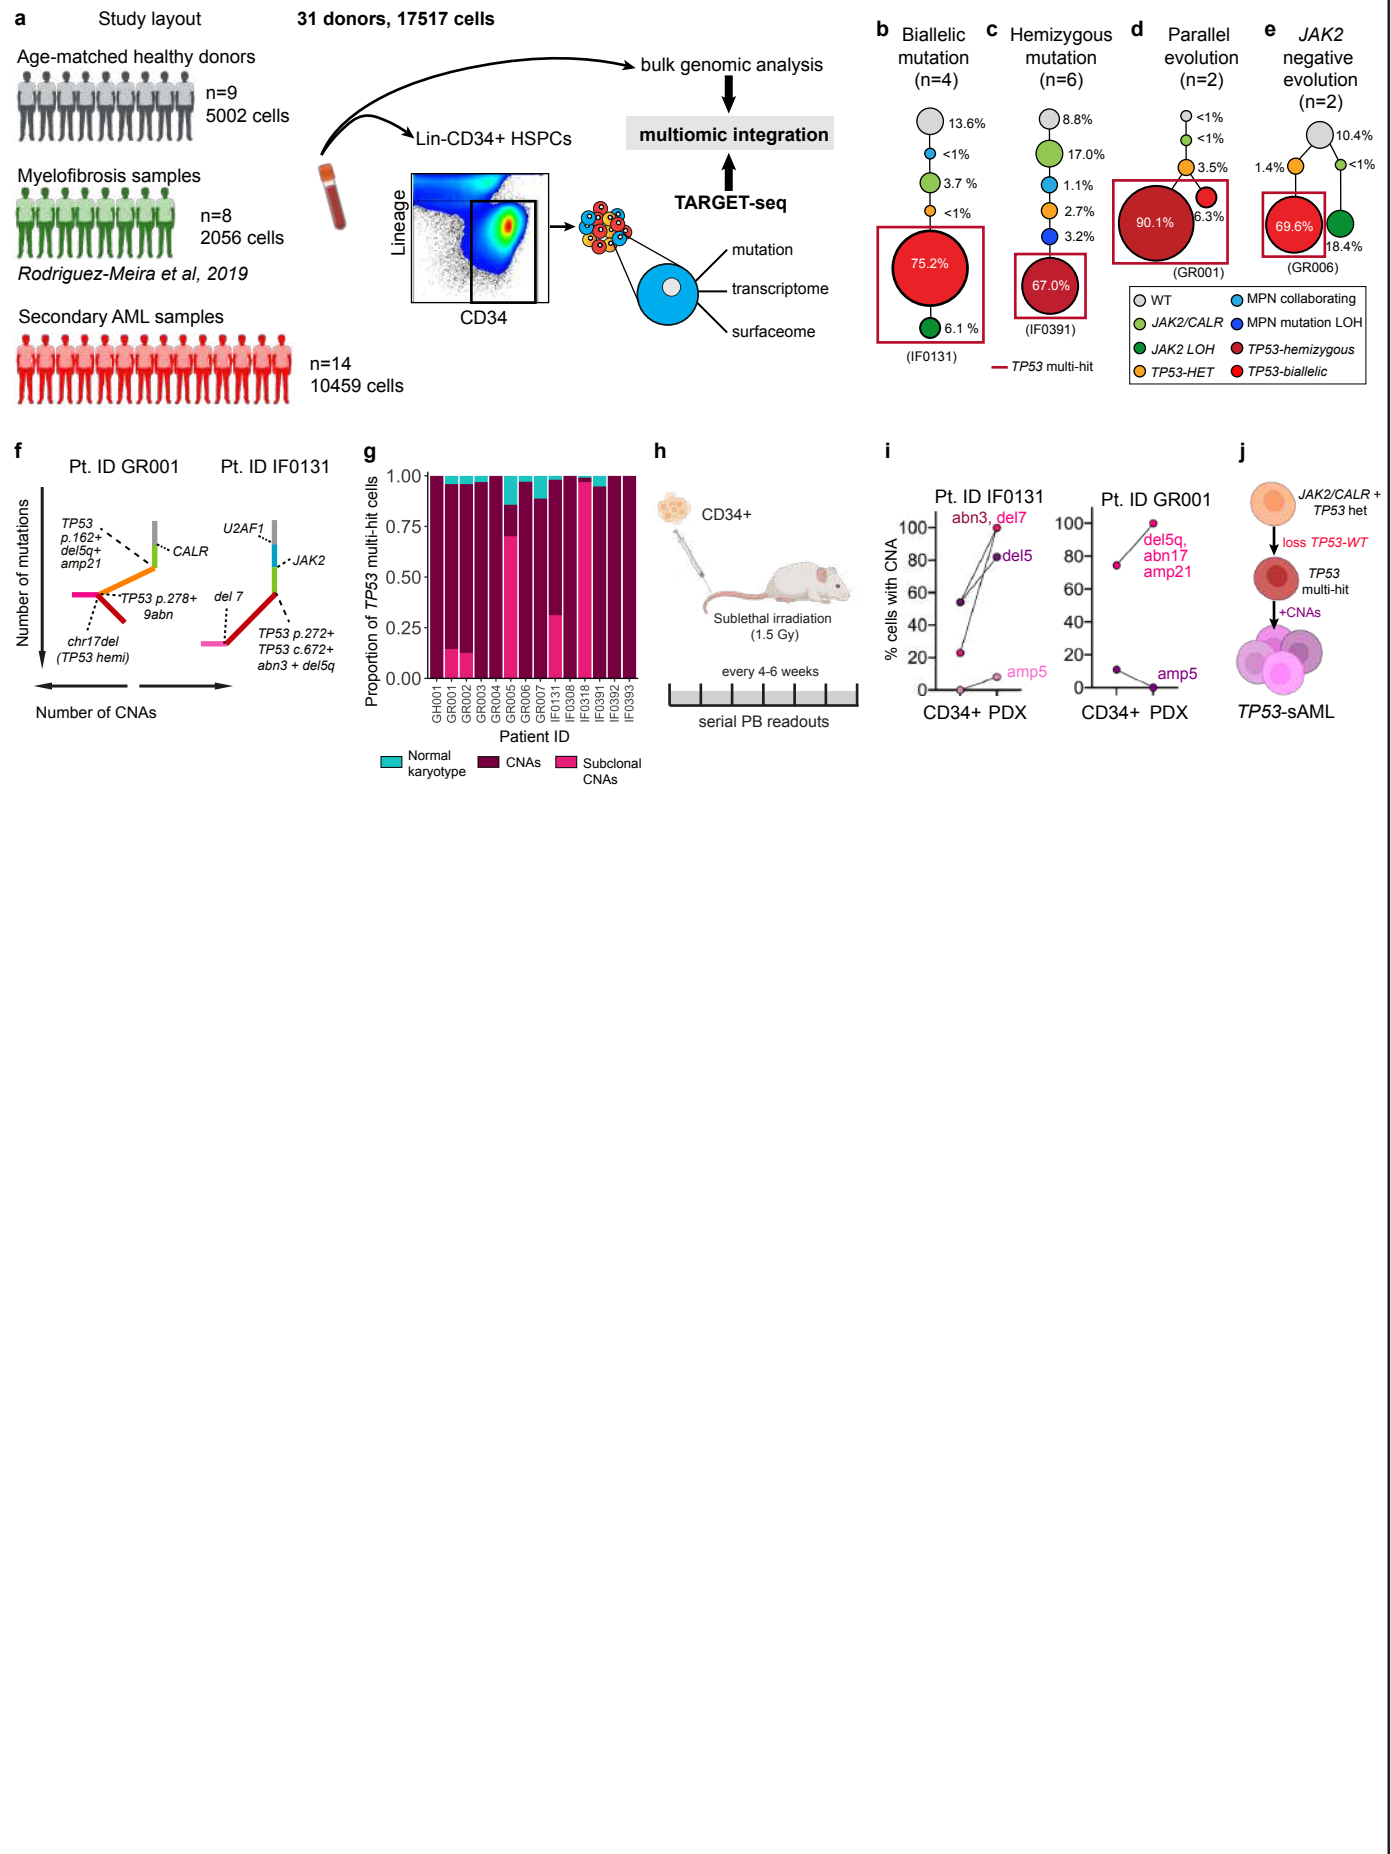 a
Study layout
31 donors, 17517 cells
Age-matched healthy donors
n=9
5002 cells
Myelofibrosis samples
n=8
2056 cells
Rodriguez-Meira et al, 2019
Secondary AML samples
n=14
10459 cells
bulk genomic analysis
Lin-CD34+ HSPCs
multiomic integration
TARGET-seq
Lineage
CD34
mutation
transcriptome
surfaceome
b
Biallelic
mutation
(n=4)
13.6%
<1%
3.7 %
<1%
75.2%
6.1 %
(IF0131)
c
Hemizygous
mutation
(n=6)
8.8%
17.0%
1.1%
2.7%
3.2%
67.0%
(IF0391)
TP53 multi-hit
d
Parallel
evolution
(n=2)
<1%
<1%
3.5%
90.1%
6.3%
(GR001)
e
JAK2
negative
evolution
(n=2)
10.4%
1.4%
<1%
69.6%
18.4%
(GR006)
WT
MPN collaborating
JAK2/CALR
MPN mutation LOH
JAK2 LOH
TP53-hemizygous
TP53-HET
TP53-biallelic
f
Pt. ID GR001
Pt. ID IF0131
Number of mutations
TP53
p.162+
del5q+
amp21
CALR
TP53 p.278+
9abn
chr17del
(TP53 hemi)
U2AF1
JAK2
del 7
TP53 p.272+
TP53 c.672+
abn3 + del5q
Number of CNAs
g
Proportion of TP53 multi-hit cells
1.00
0.75
0.50
0.25
0.00
GH001
GR001
GR002
GR003
GR004
GR005
GR006
GR007
IF0131
IF0308
IF0318
IF0391
IF0392
IF0393
Patient ID
Normal
karyotype
CNAs
Subclonal
CNAs
h
CD34+
Sublethal irradiation
(1.5 Gy)
every 4-6 weeks
serial PB readouts
i
Pt. ID IF0131
% cells with CNA
100
80
60
40
20
0
abn3, del7
del5
amp5
CD34+ PDX
Pt. ID GR001
100
80
60
40
20
0
del5q,
abn17
amp21
amp5
CD34+ PDX
j
JAK2/CALR +
TP53 het
loss TP53-WT
TP53
multi-hit
+CNAs
TP53-sAML